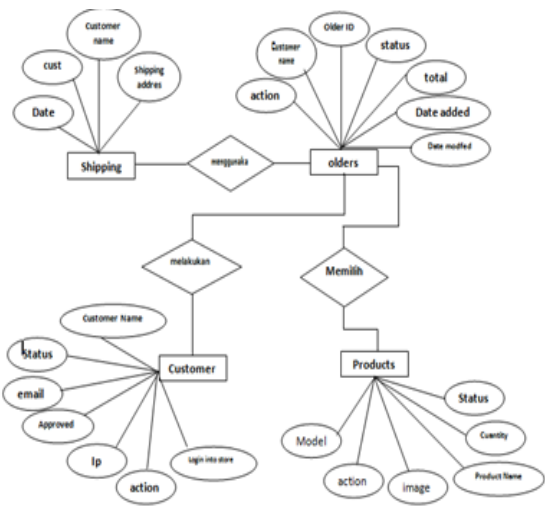 Customer
name
cust
Shipping
addres
Date
Shipping
menggunaka
Older ID
Customer
name
status
action
total
Date added
Date modfed
olders
melakukan
Memilih
Customer Name
Status
email
Approved
Ip
action
Login into store
Customer
Products
Status
Cuantity
Product Name
Model
action
image